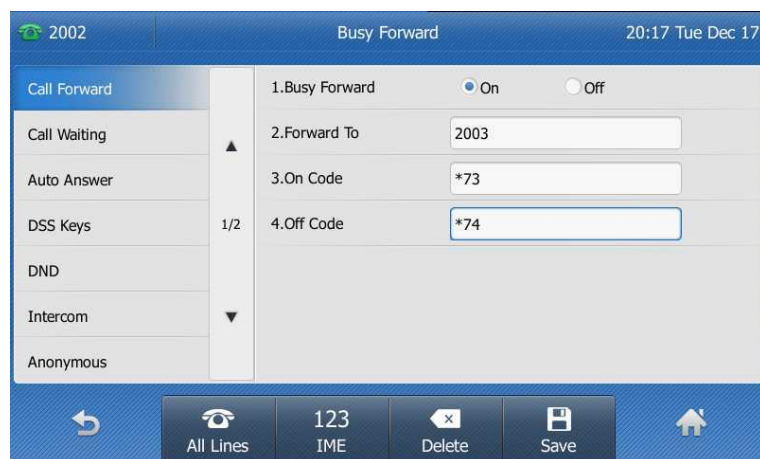 2002 Busy Forward 20:17 Tue Dec 17
Call Forward
Call Waiting
Auto Answer
DSS Keys
DND
Intercom
Anonymous
1/2
1.Busy Forward On Off
2.Forward To 2003
3.On Code *73
4.Off Code *74
All Lines
123
IME
Delete
Save